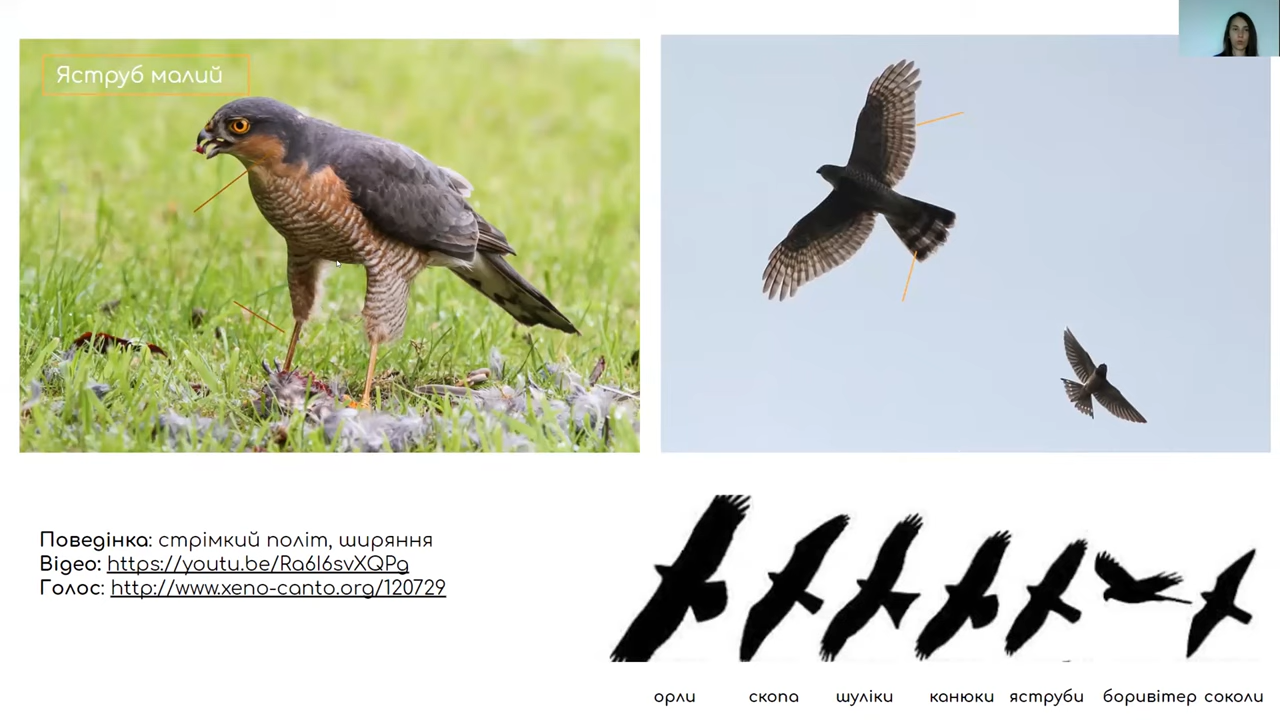 Яструб малий
Поведінка: стрімкий політ, ширяння
Відео: https://youtu.be/Ra6I6svXQPg
Голос: http://www.xeno-canto.org/120729
орли скопа шуліки канюки яструби боривітер соколи